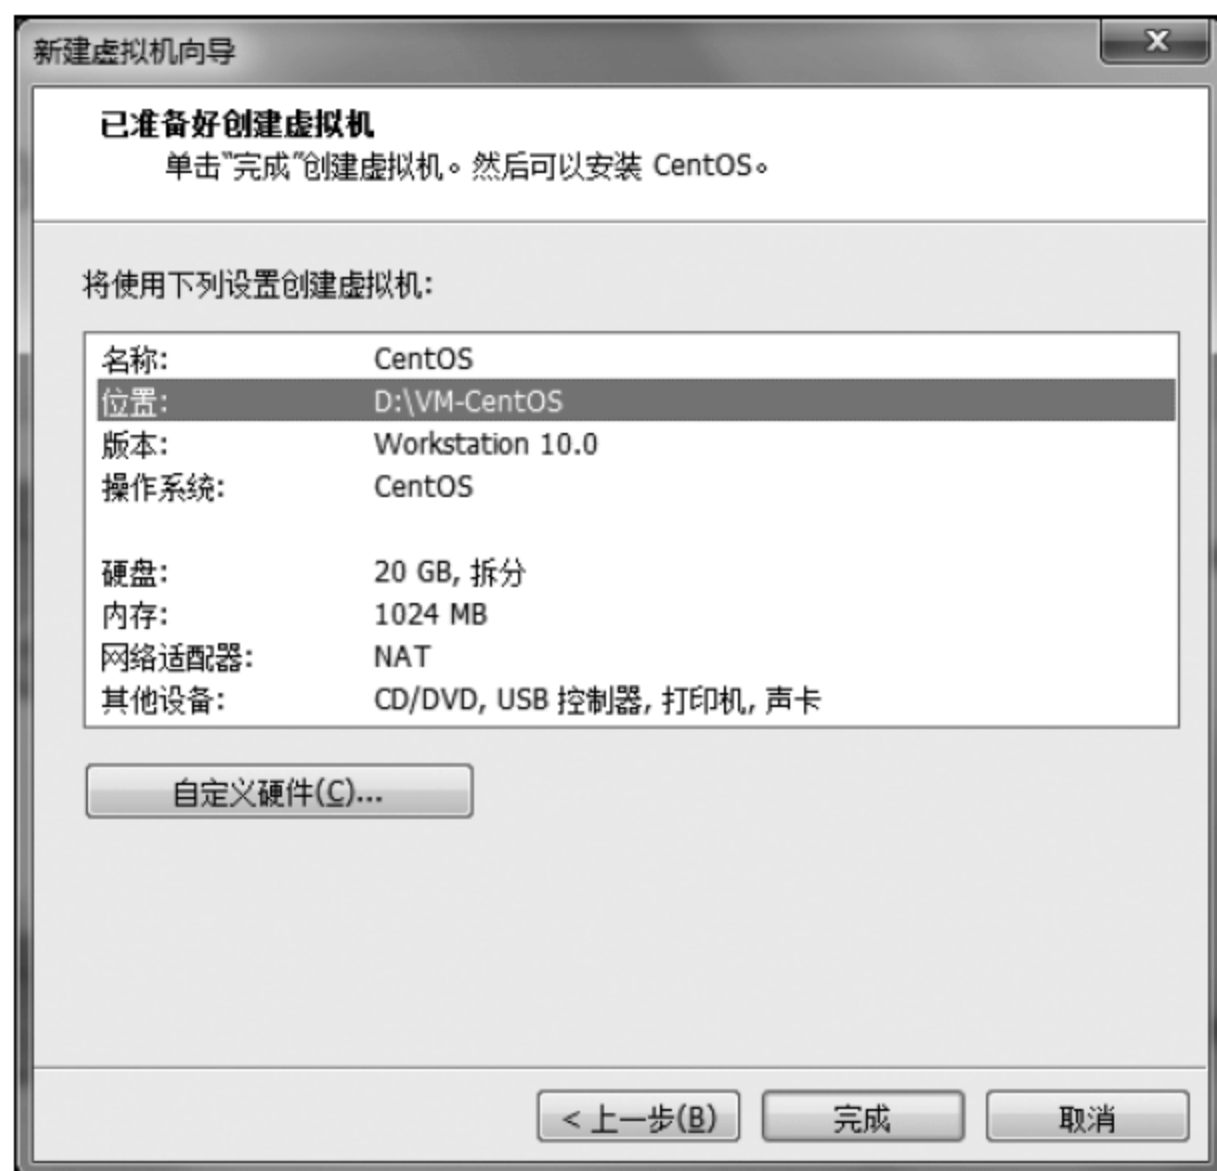 新建虚拟机向导
已准备好创建虚拟机
单击"完成"创建虚拟机。然后可以安装 CentOS。
将使用下列设置创建虚拟机:
名称: CentOS
位置: D:\VM-CentOS
版本: Workstation 10.0
操作系统: CentOS
硬盘: 20 GB, 拆分
内存: 1024 MB
网络适配器: NAT
其他设备: CD/DVD, USB 控制器, 打印机, 声卡
自定义硬件(C)...
< 上一步(B) 完成 取消